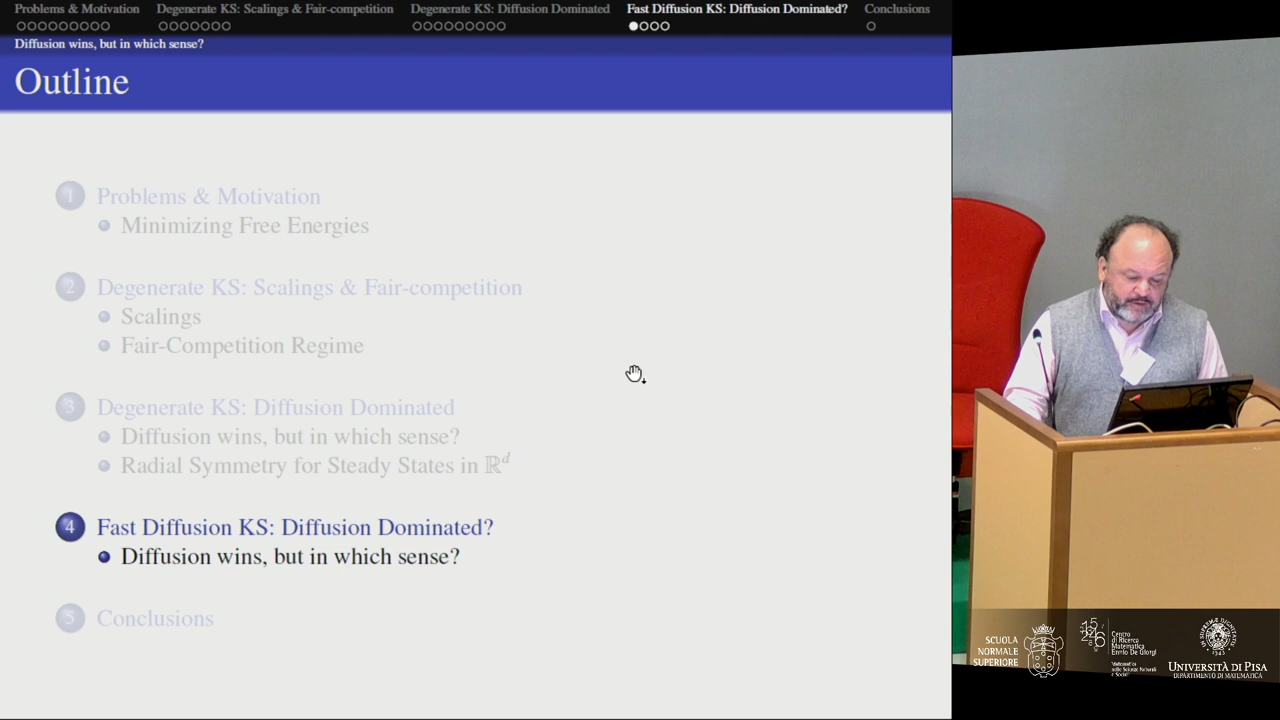 Problems & Motivation
Degenerate KS: Scalings & Fair-competition
Degenerate KS: Diffusion Dominated
Fast Diffusion KS: Diffusion Dominated?
Conclusions
Diffusion wins, but in which sense?
Outline
1 Problems & Motivation
Minimizing Free Energies
2 Degenerate KS: Scalings & Fair-competition
Scalings
Fair-Competition Regime
3 Degenerate KS: Diffusion Dominated
Diffusion wins, but in which sense?
Radial Symmetry for Steady States in ℝᵈ
4 Fast Diffusion KS: Diffusion Dominated?
Diffusion wins, but in which sense?
5 Conclusions
SCUOLA
NORMALE
SUPERIORE
Centro
di Ricerca
Matematica
Ennio De Giorgi
UNIVERSITÀ DI PISA
DIPARTIMENTO DI MATEMATICA